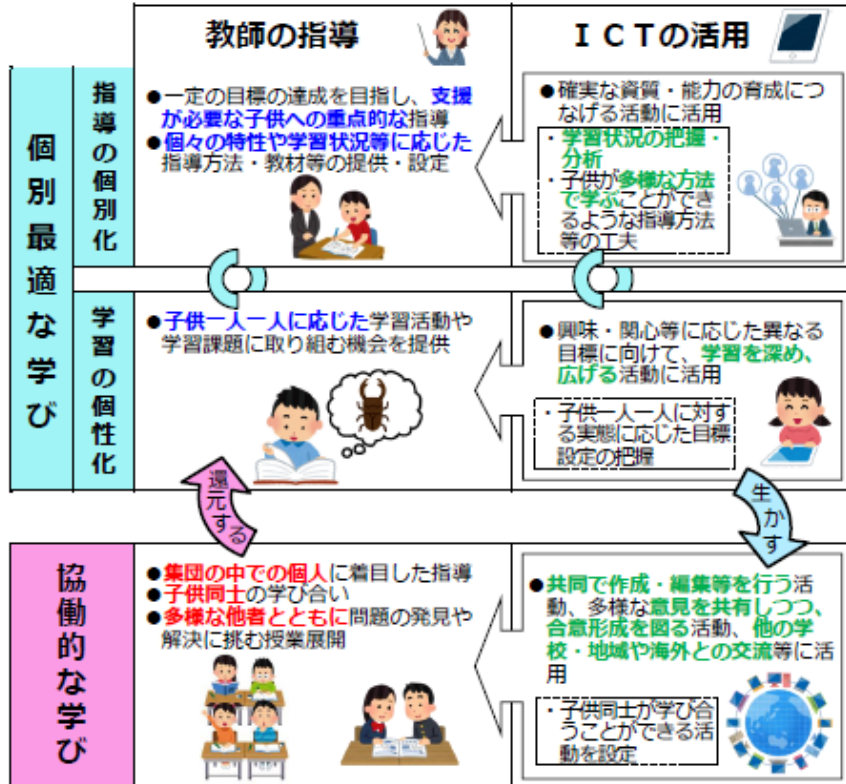 教師の指導
ＩＣＴの活用
個別最適な学び
指導の個別化
●一定の目標の達成を目指し、支援
が必要な子供への重点的な指導
●個々の特性や学習状況等に応じた
指導方法・教材等の提供・設定
●確実な資質・能力の育成につ
なげる活動に活用
・学習状況の把握・
分析
・子供が多様な方法
で学ぶことができ
るような指導方法
等の工夫
学習の個性化
●子供一人一人に応じた学習活動や
学習課題に取り組む機会を提供
●興味・関心等に応じた異なる
目標に向けて、学習を深め、
広げる活動に活用
・子供一人一人に対す
る実態に応じた目標
設定の把握
還元する
生かす
協働的な学び
●集団の中での個人に着目した指導
●子供同士の学び合い
●多様な他者とともに問題の発見や
解決に挑む授業展開
●共同で作成・編集等を行う活
動、多様な意見を共有しつつ、
合意形成を図る活動、他の学
校・地域や海外との交流等に活
用
・子供同士が学び合
うことができる活
動を設定